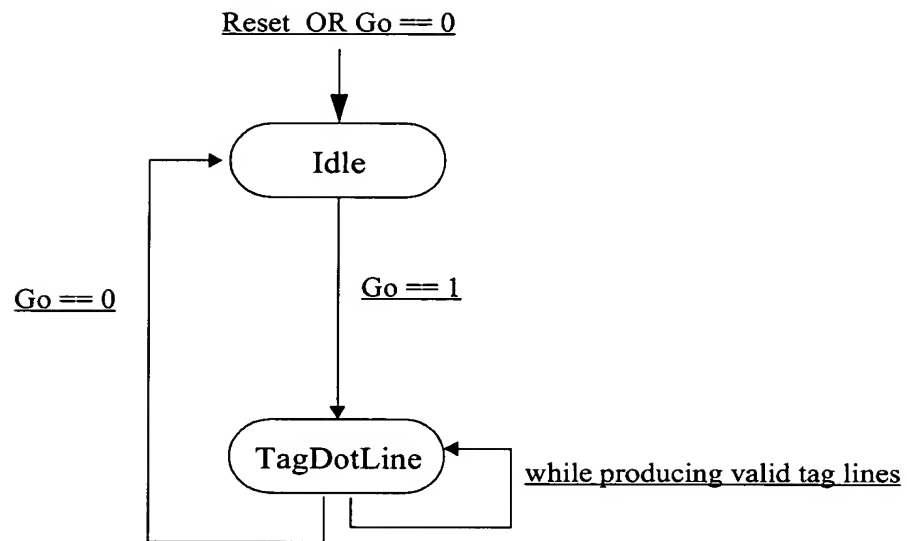 Reset OR Go == 0
Idle
Go == 0
Go == 1
TagDotLine
while producing valid tag lines